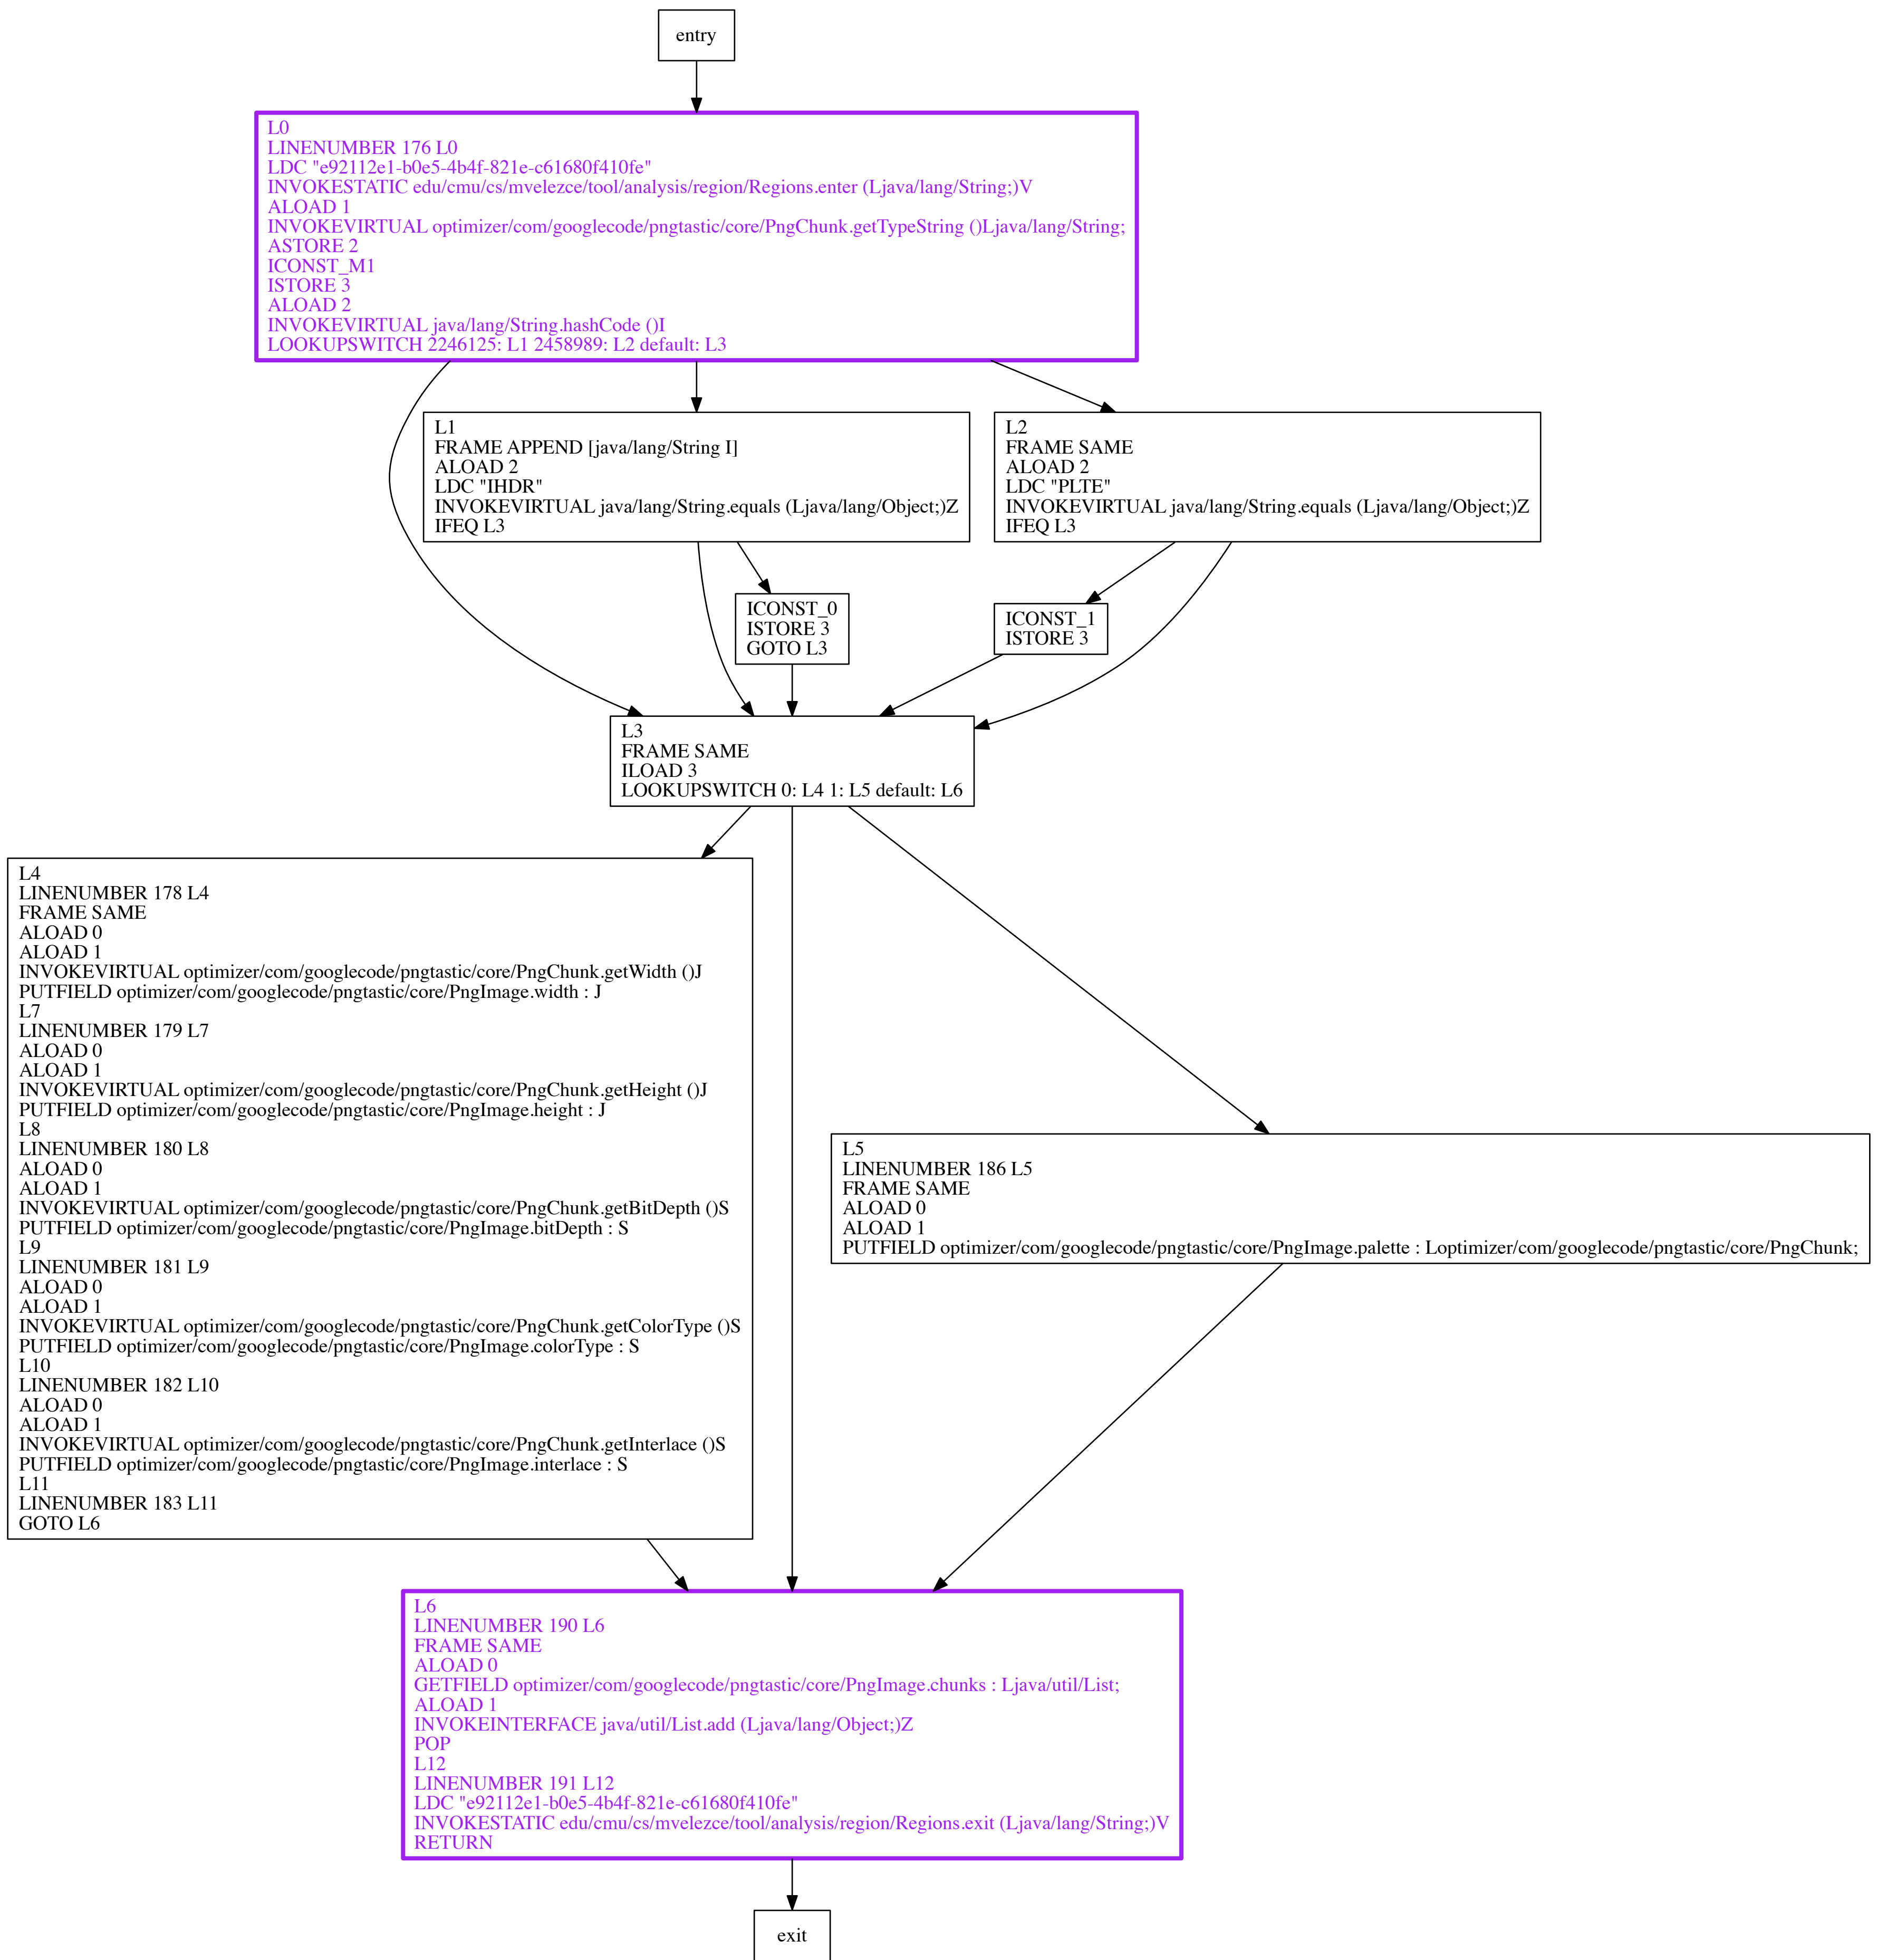 entry
L0
LINENUMBER 176 L0
LDC "e92112e1-b0e5-4b4f-821e-c61680f410fe"
INVOKESTATIC edu/cmu/cs/mvelezce/tool/analysis/region/Regions.enter (Ljava/lang/String;)V
ALOAD 1
INVOKEVIRTUAL optimizer/com/googlecode/pngtastic/core/PngChunk.getTypeString ()Ljava/lang/String;
ASTORE 2
ICONST_M1
ISTORE 3
ALOAD 2
INVOKEVIRTUAL java/lang/String.hashCode ()I
LOOKUPSWITCH 2246125: L1 2458989: L2 default: L3
L1
FRAME APPEND [java/lang/String I]
ALOAD 2
LDC "IHDR"
INVOKEVIRTUAL java/lang/String.equals (Ljava/lang/Object;)Z
IFEQ L3
L2
FRAME SAME
ALOAD 2
LDC "PLTE"
INVOKEVIRTUAL java/lang/String.equals (Ljava/lang/Object;)Z
IFEQ L3
ICONST_0
ISTORE 3
GOTO L3
ICONST_1
ISTORE 3
L3
FRAME SAME
ILOAD 3
LOOKUPSWITCH 0: L4 1: L5 default: L6
L4
LINENUMBER 178 L4
FRAME SAME
ALOAD 0
ALOAD 1
INVOKEVIRTUAL optimizer/com/googlecode/pngtastic/core/PngChunk.getWidth ()J
PUTFIELD optimizer/com/googlecode/pngtastic/core/PngImage.width : J
L7
LINENUMBER 179 L7
ALOAD 0
ALOAD 1
INVOKEVIRTUAL optimizer/com/googlecode/pngtastic/core/PngChunk.getHeight ()J
PUTFIELD optimizer/com/googlecode/pngtastic/core/PngImage.height : J
L8
LINENUMBER 180 L8
ALOAD 0
ALOAD 1
INVOKEVIRTUAL optimizer/com/googlecode/pngtastic/core/PngChunk.getBitDepth ()S
PUTFIELD optimizer/com/googlecode/pngtastic/core/PngImage.bitDepth : S
L9
LINENUMBER 181 L9
ALOAD 0
ALOAD 1
INVOKEVIRTUAL optimizer/com/googlecode/pngtastic/core/PngChunk.getColorType ()S
PUTFIELD optimizer/com/googlecode/pngtastic/core/PngImage.colorType : S
L10
LINENUMBER 182 L10
ALOAD 0
ALOAD 1
INVOKEVIRTUAL optimizer/com/googlecode/pngtastic/core/PngChunk.getInterlace ()S
PUTFIELD optimizer/com/googlecode/pngtastic/core/PngImage.interlace : S
L11
LINENUMBER 183 L11
GOTO L6
L5
LINENUMBER 186 L5
FRAME SAME
ALOAD 0
ALOAD 1
PUTFIELD optimizer/com/googlecode/pngtastic/core/PngImage.palette : Loptimizer/com/googlecode/pngtastic/core/PngChunk;
L6
LINENUMBER 190 L6
FRAME SAME
ALOAD 0
GETFIELD optimizer/com/googlecode/pngtastic/core/PngImage.chunks : Ljava/util/List;
ALOAD 1
INVOKEINTERFACE java/util/List.add (Ljava/lang/Object;)Z
POP
L12
LINENUMBER 191 L12
LDC "e92112e1-b0e5-4b4f-821e-c61680f410fe"
INVOKESTATIC edu/cmu/cs/mvelezce/tool/analysis/region/Regions.exit (Ljava/lang/String;)V
RETURN
exit